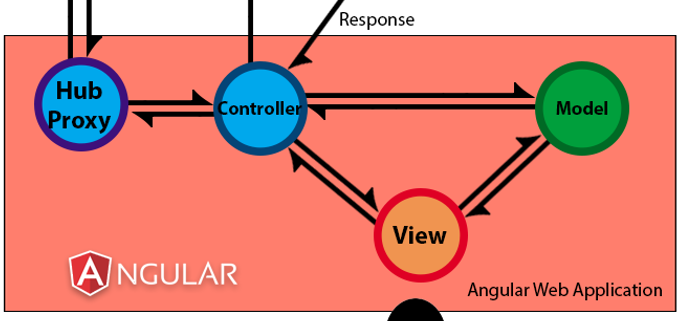 Response
Hub
Proxy
Controller
Model
View
ANGULAR
Angular Web Application